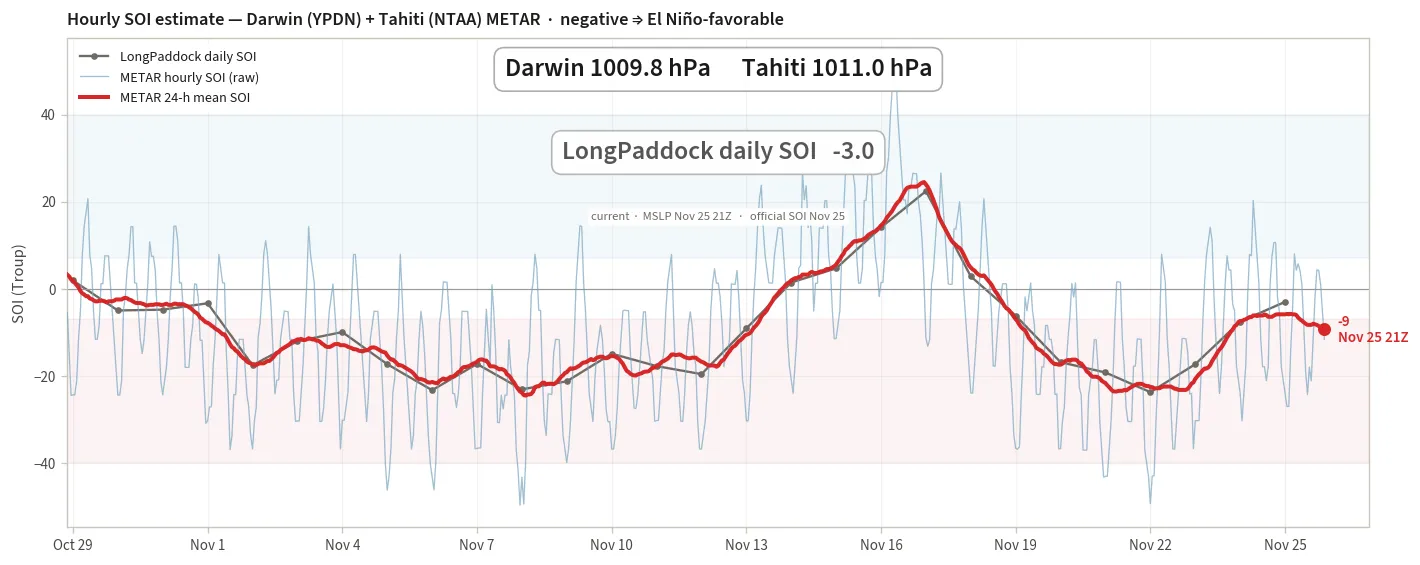 Hourly SOI estimate — Darwin (YPDN) + Tahiti (NTAA) METAR · negative ⇒ El Niño-favorable
LongPaddock daily SOI
METAR hourly SOI (raw)
METAR 24-h mean SOI
Darwin 1009.8 hPa Tahiti 1011.0 hPa
LongPaddock daily SOI -3.0
current · MSLP Nov 25 21Z · official SOI Nov 25
SOI (Troup)
40
20
0
−20
−40
-9
Nov 25 21Z
Oct 29 Nov 1 Nov 4 Nov 7 Nov 10 Nov 13 Nov 16 Nov 19 Nov 22 Nov 25